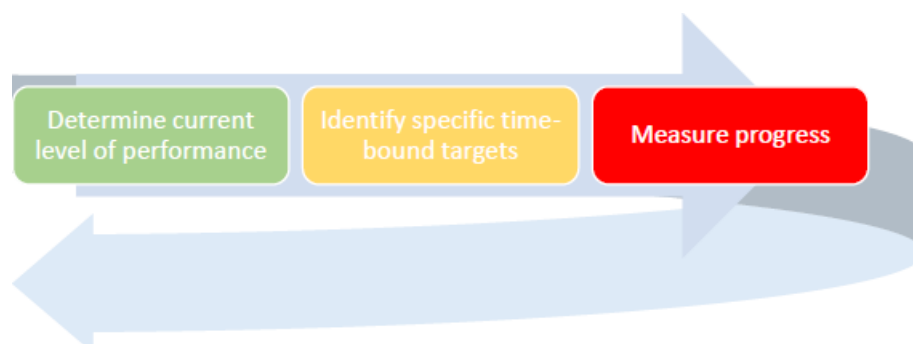 Determine current
level of performance
Identify specific time-
bound targets
Measure progress